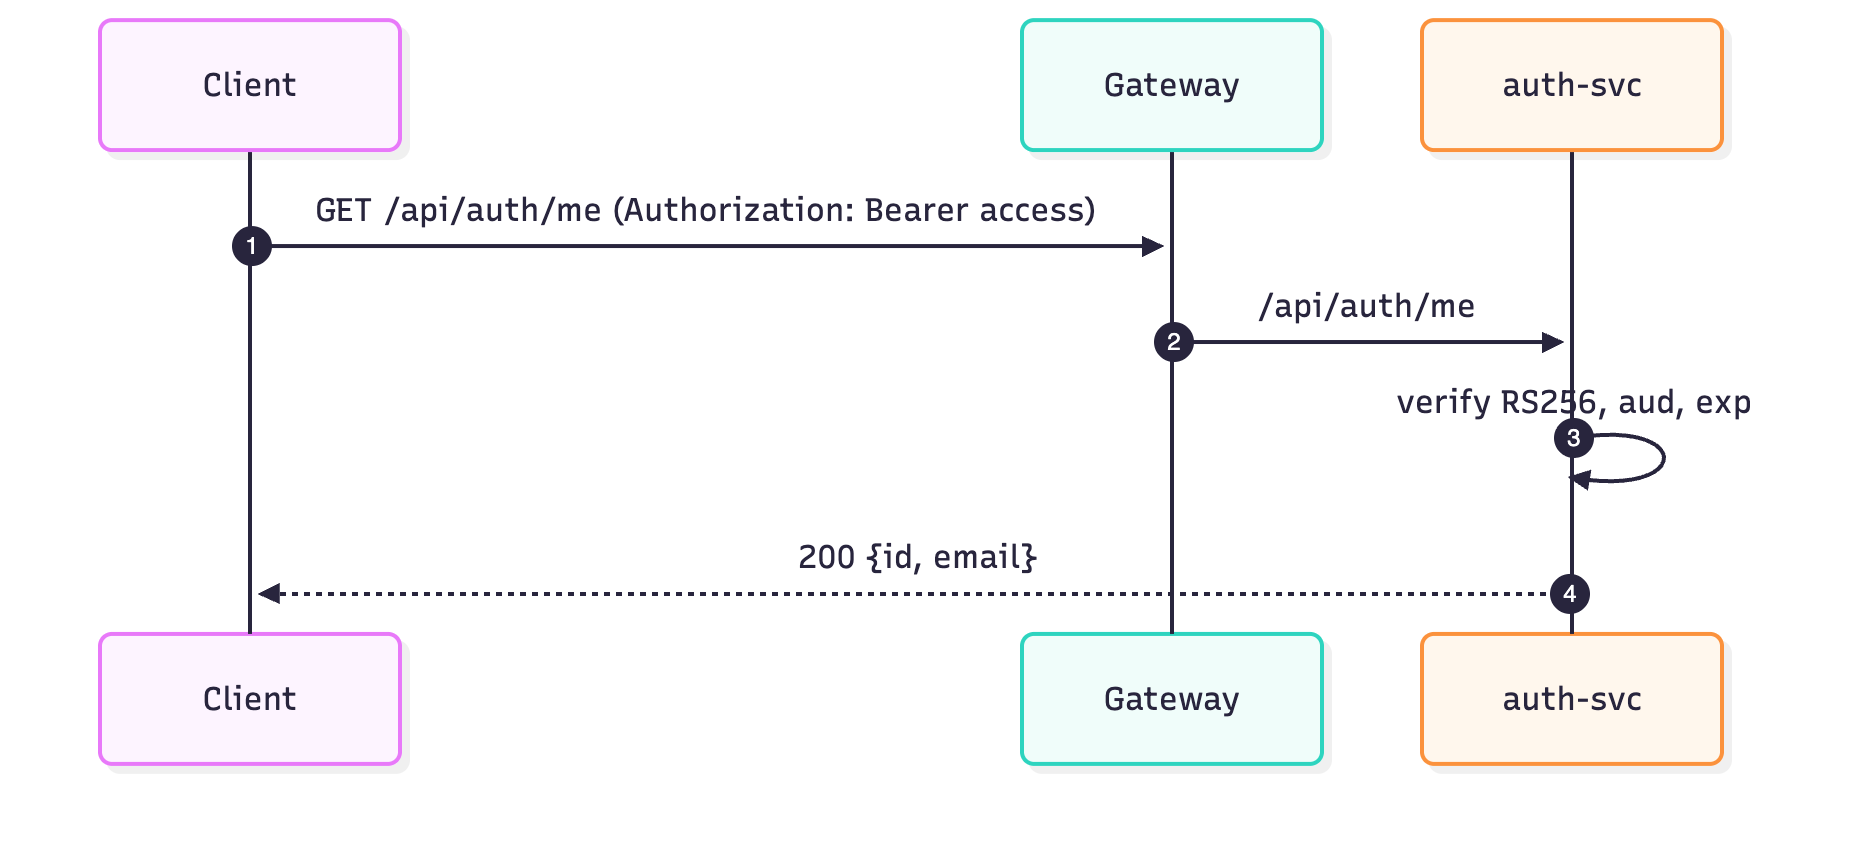 Client
Gateway
auth-svc
GET /api/auth/me (Authorization: Bearer access)
1
/api/auth/me
2
verify RS256, aud, exp
3
200 {id, email}
4
Client
Gateway
auth-svc